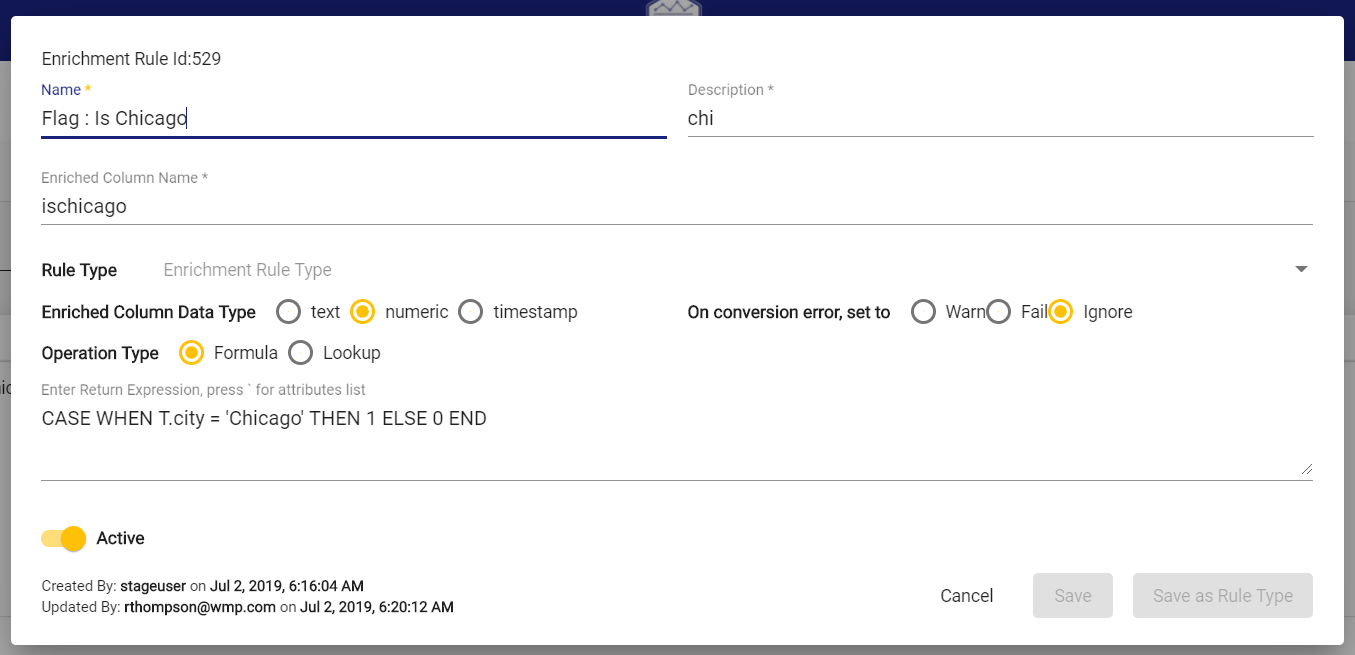 Enrichment Rule Id:529
Name *
Description *
Flag : Is Chicago
chi
Enriched Column Name *
ischicago
Rule Type Enrichment Rule Type
Enriched Column Data Type text numeric timestamp
On conversion error, set to Warn Fail Ignore
Operation Type Formula Lookup
Enter Return Expression, press ` for attributes list
CASE WHEN T.city = 'Chicago' THEN 1 ELSE 0 END
Active
Created By: stageuser on Jul 2, 2019, 6:16:04 AM
Updated By: rthompson@wmp.com on Jul 2, 2019, 6:20:12 AM
Cancel
Save
Save as Rule Type